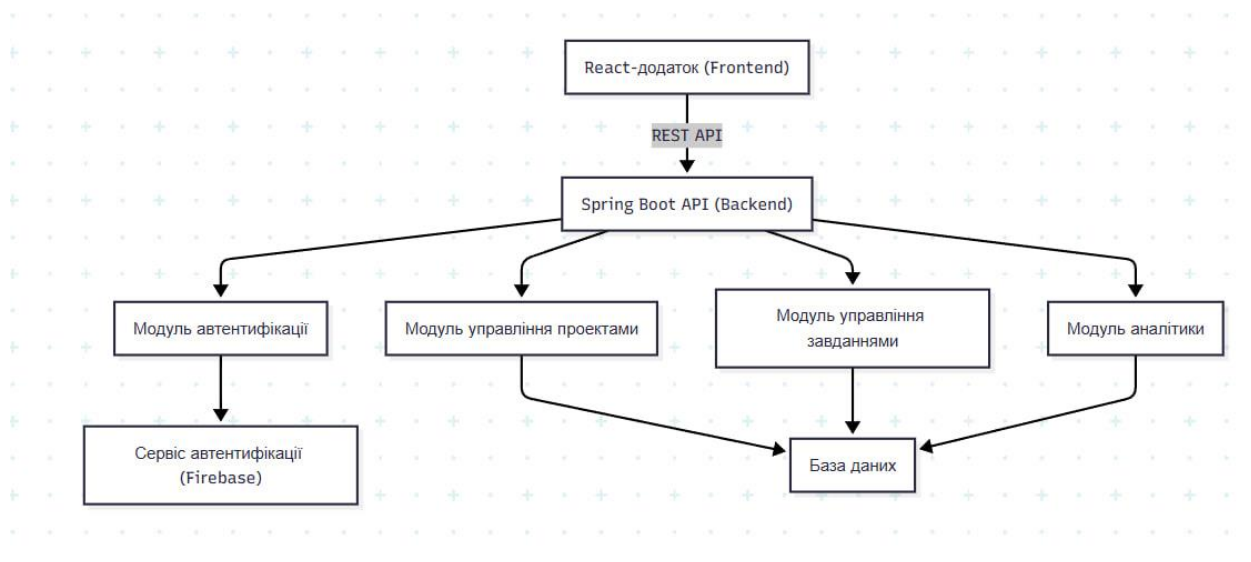 React-додаток (Frontend)
REST API
Spring Boot API (Backend)
Модуль автентифікації
Модуль управління проектами
Модуль управління
завданнями
Модуль аналітики
Сервіс автентифікації
(Firebase)
База даних